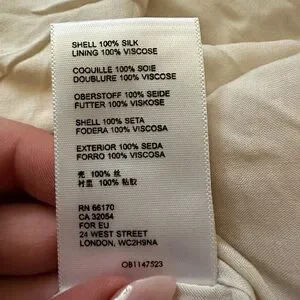 SHELL 100% SILK
LINING 100% VISCOSE
COQUILLE 100% SOIE
DOUBLURE 100% VISCOSE
OBERSTOFF 100% SEIDE
FUTTER 100% VISKOSE
SHELL 100% SETA
FODERA 100% VISCOSA
EXTERIOR 100% SEDA
FORRO 100% VISCOSA
壳 100% 丝
衬里 100% 粘胶
RN 66170
CA 32054
FOR EU
24 WEST STREET
LONDON, WC2H9NA
OB1147523